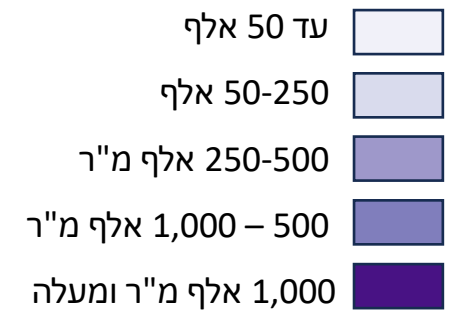 עד 50 אלף
50-250 אלף
250-500 אלף מ"ר
500 – 1,000 אלף מ"ר
1,000 אלף מ"ר ומעלה